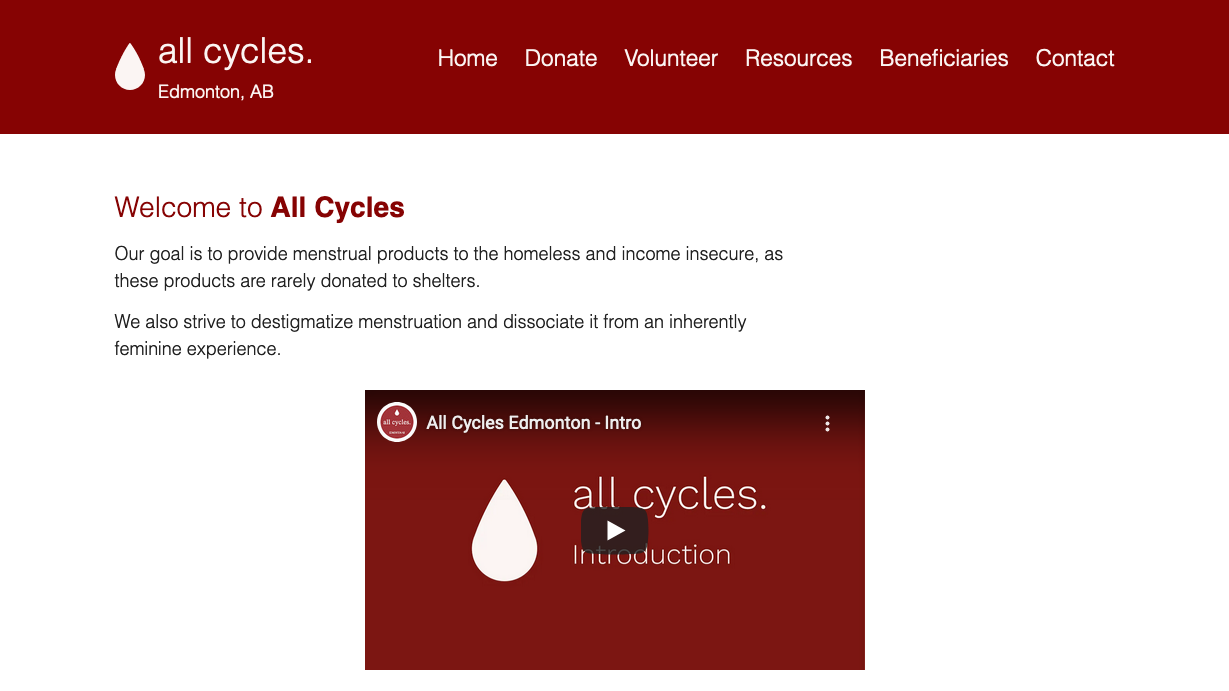 all cycles.
Edmonton, AB
Home Donate Volunteer Resources Beneficiaries Contact
Welcome to All Cycles
Our goal is to provide menstrual products to the homeless and income insecure, as
these products are rarely donated to shelters.
We also strive to destigmatize menstruation and dissociate it from an inherently
feminine experience.
all cycles.
All Cycles Edmonton - Intro
all cycles.
Introduction